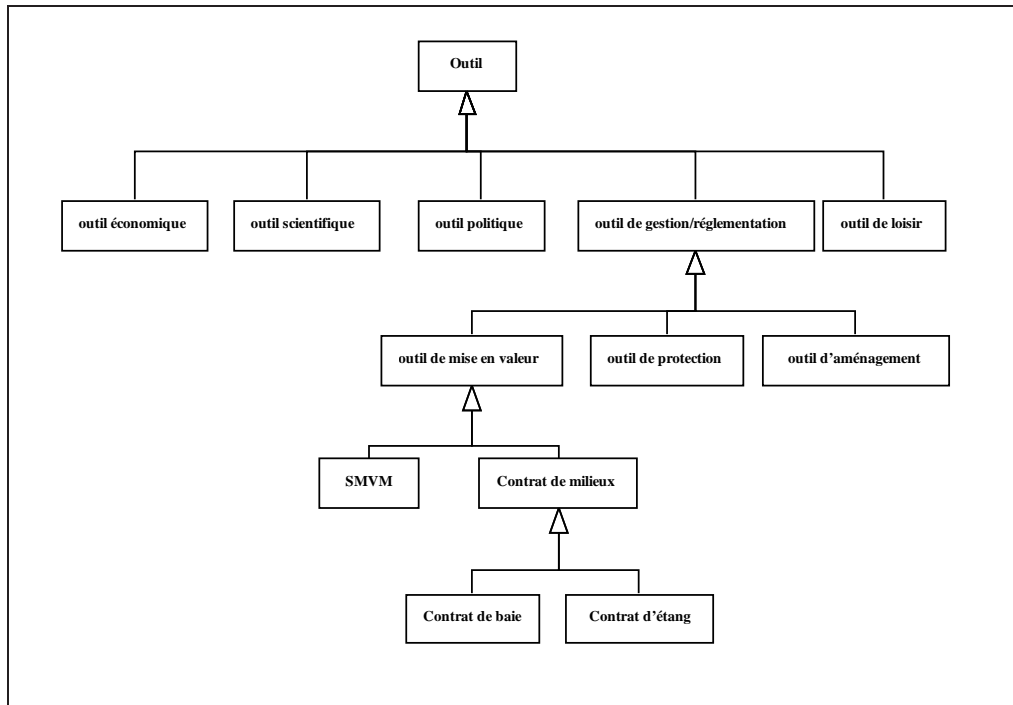 Outil
outil économique
outil scientifique
outil politique
outil de gestion/réglementation
outil de loisir
outil de mise en valeur
outil de protection
outil d'aménagement
SMVM
Contrat de milieux
Contrat de baie
Contrat d'étang